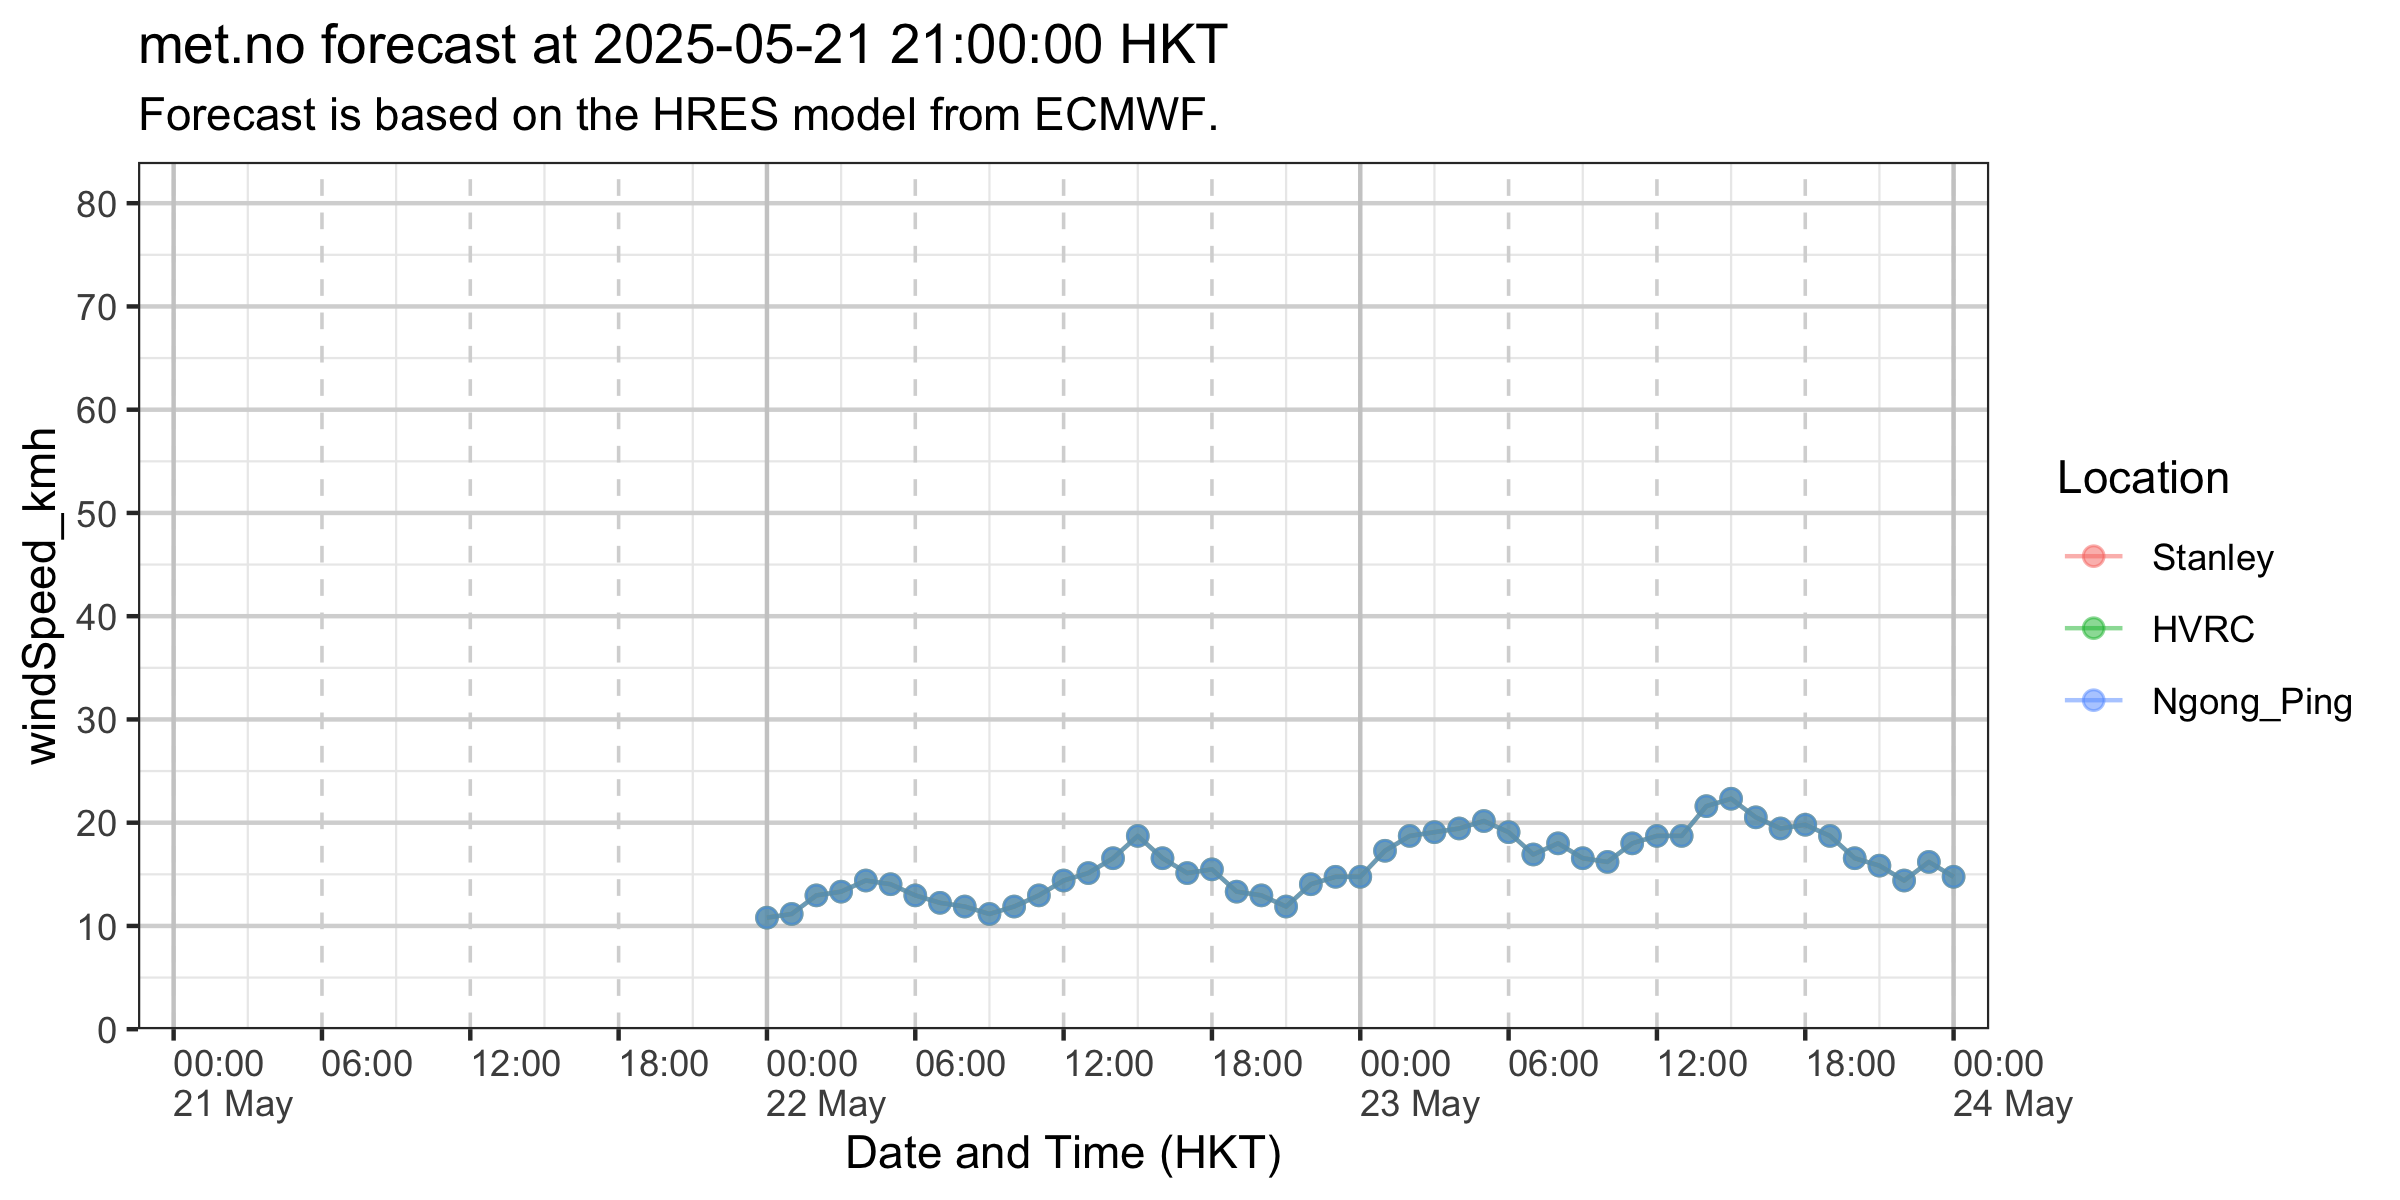 met.no forecast at 2025-05-21 21:00:00 HKT
Forecast is based on the HRES model from ECMWF.
windSpeed_kmh
80
70
60
50
40
30
20
10
0
00:00 06:00 12:00 18:00 00:00 06:00 12:00 18:00 00:00 06:00 12:00 18:00 00:00
21 May 22 May 23 May 24 May
Date and Time (HKT)
Location
Stanley
HVRC
Ngong_Ping